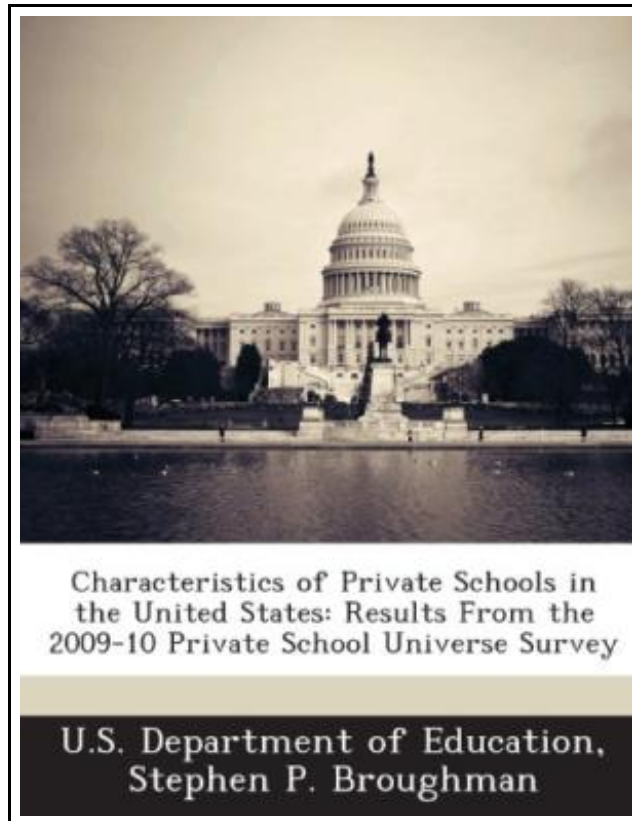 Characteristics of Private Schools in
the United States: Results From the
2009-10 Private School Universe Survey
U.S. Department of Education,
Stephen P. Broughman